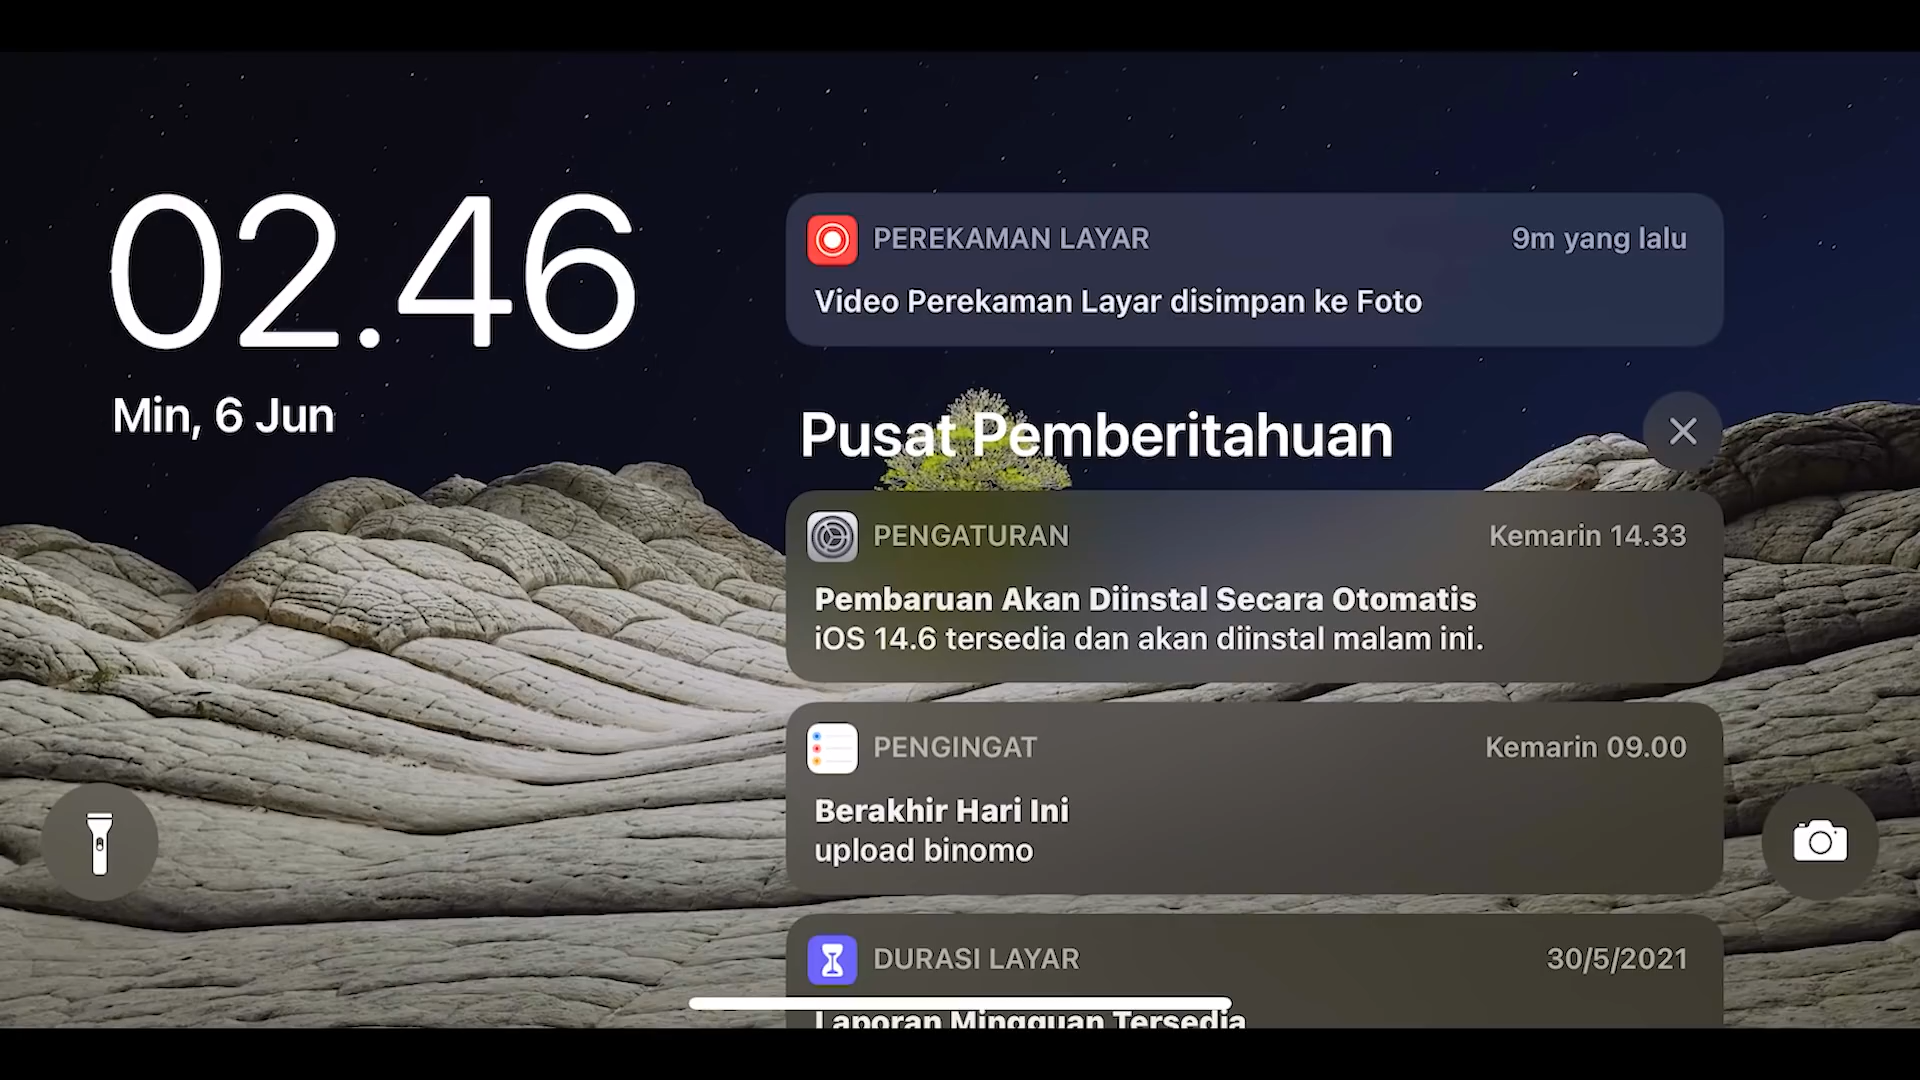 02.46
Min, 6 Jun
PEREKAMAN LAYAR 9m yang lalu
Video Perekaman Layar disimpan ke Foto
Pusat Pemberitahuan
PENGATURAN Kemarin 14.33
Pembaruan Akan Diinstal Secara Otomatis
iOS 14.6 tersedia dan akan diinstal malam ini.
PENGINGAT Kemarin 09.00
Berakhir Hari Ini
upload binomo
DURASI LAYAR 30/5/2021
Laporan Mingguan Tersedia